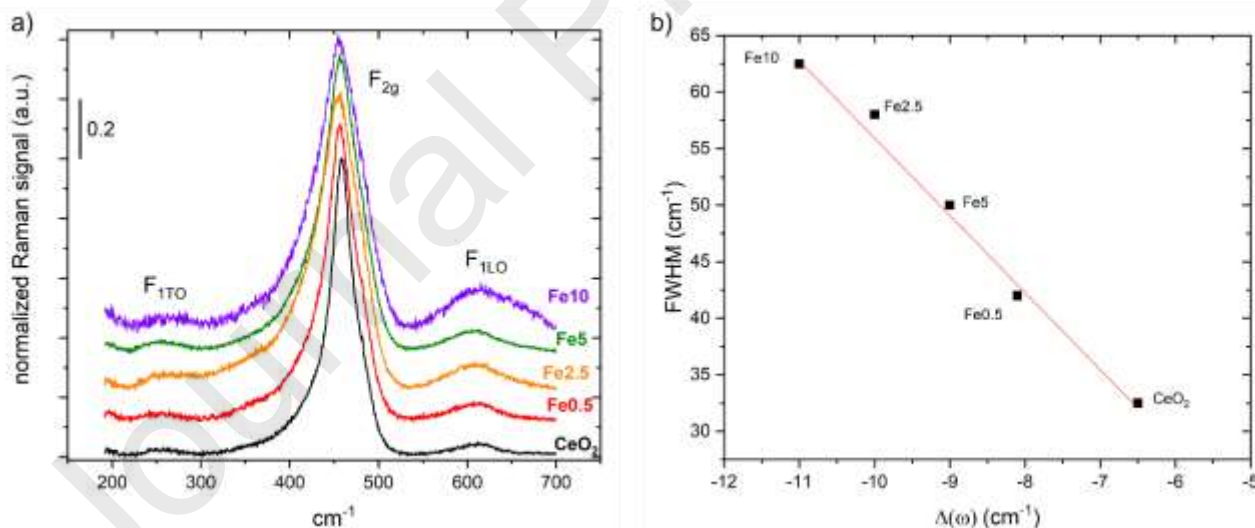 a)
normalized Raman signal (a.u.)
0.2
F2g
F1TO
F1LO
Fe10
Fe5
Fe2.5
Fe0.5
CeO2
200 300 400 500 600 700
cm-1
b)
FWHM (cm-1)
65
60
55
50
45
40
35
30
Fe10
Fe2.5
Fe5
Fe0.5
CeO2
-12 -11 -10 -9 -8 -7 -6 -5
Δ(ω) (cm-1)
Journal P